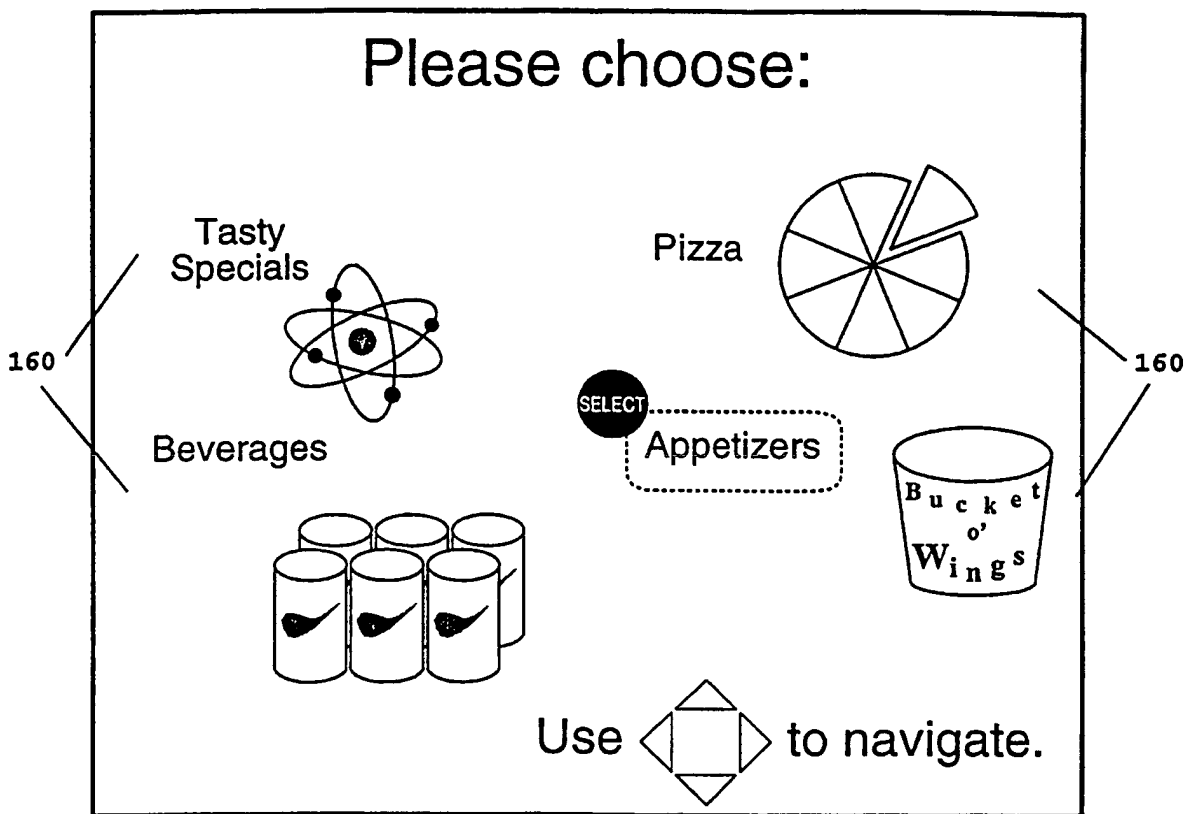 Please choose:
Tasty
Specials
Pizza
160
160
SELECT
Appetizers
Beverages
Bucket
o'
Wings
Use to navigate.